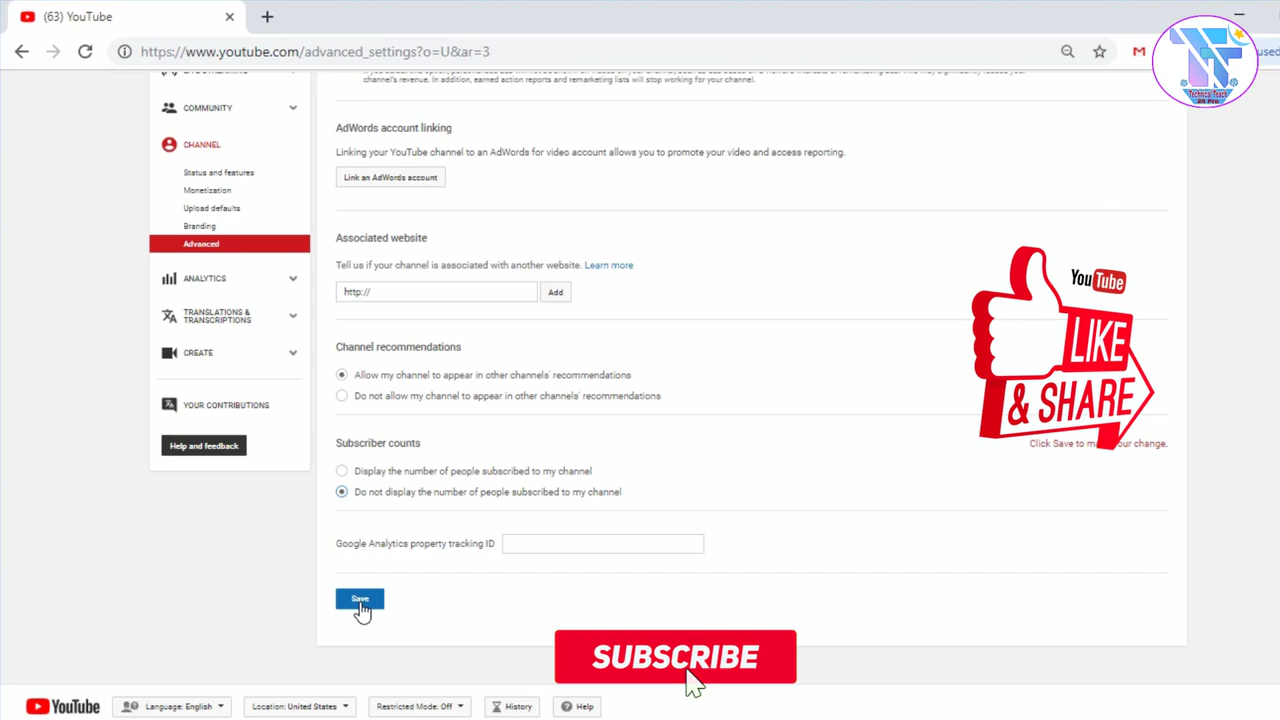 (63) YouTube
https://www.youtube.com/advanced_settings?o=U&ar=3
used
Technical Teach
24 Pro
channel's revenue. In addition, earned action reports and remarketing lists will stop working for your channel.
COMMUNITY
CHANNEL
Status and features
Monetization
Upload defaults
Branding
Advanced
ANALYTICS
TRANSLATIONS &
TRANSCRIPTIONS
CREATE
YOUR CONTRIBUTIONS
Help and feedback
AdWords account linking
Linking your YouTube channel to an AdWords for video account allows you to promote your video and access reporting.
Link an AdWords account
Associated website
Tell us if your channel is associated with another website. Learn more
http:// Add
Channel recommendations
Allow my channel to appear in other channels' recommendations
Do not allow my channel to appear in other channels' recommendations
Subscriber counts
Click Save to your change.
Display the number of people subscribed to my channel
Do not display the number of people subscribed to my channel
Google Analytics property tracking ID
Save
YouTube
LIKE
& SHARE
SUBSCRIBE
YouTube Language: English Location: United States Restricted Mode: Off History Help